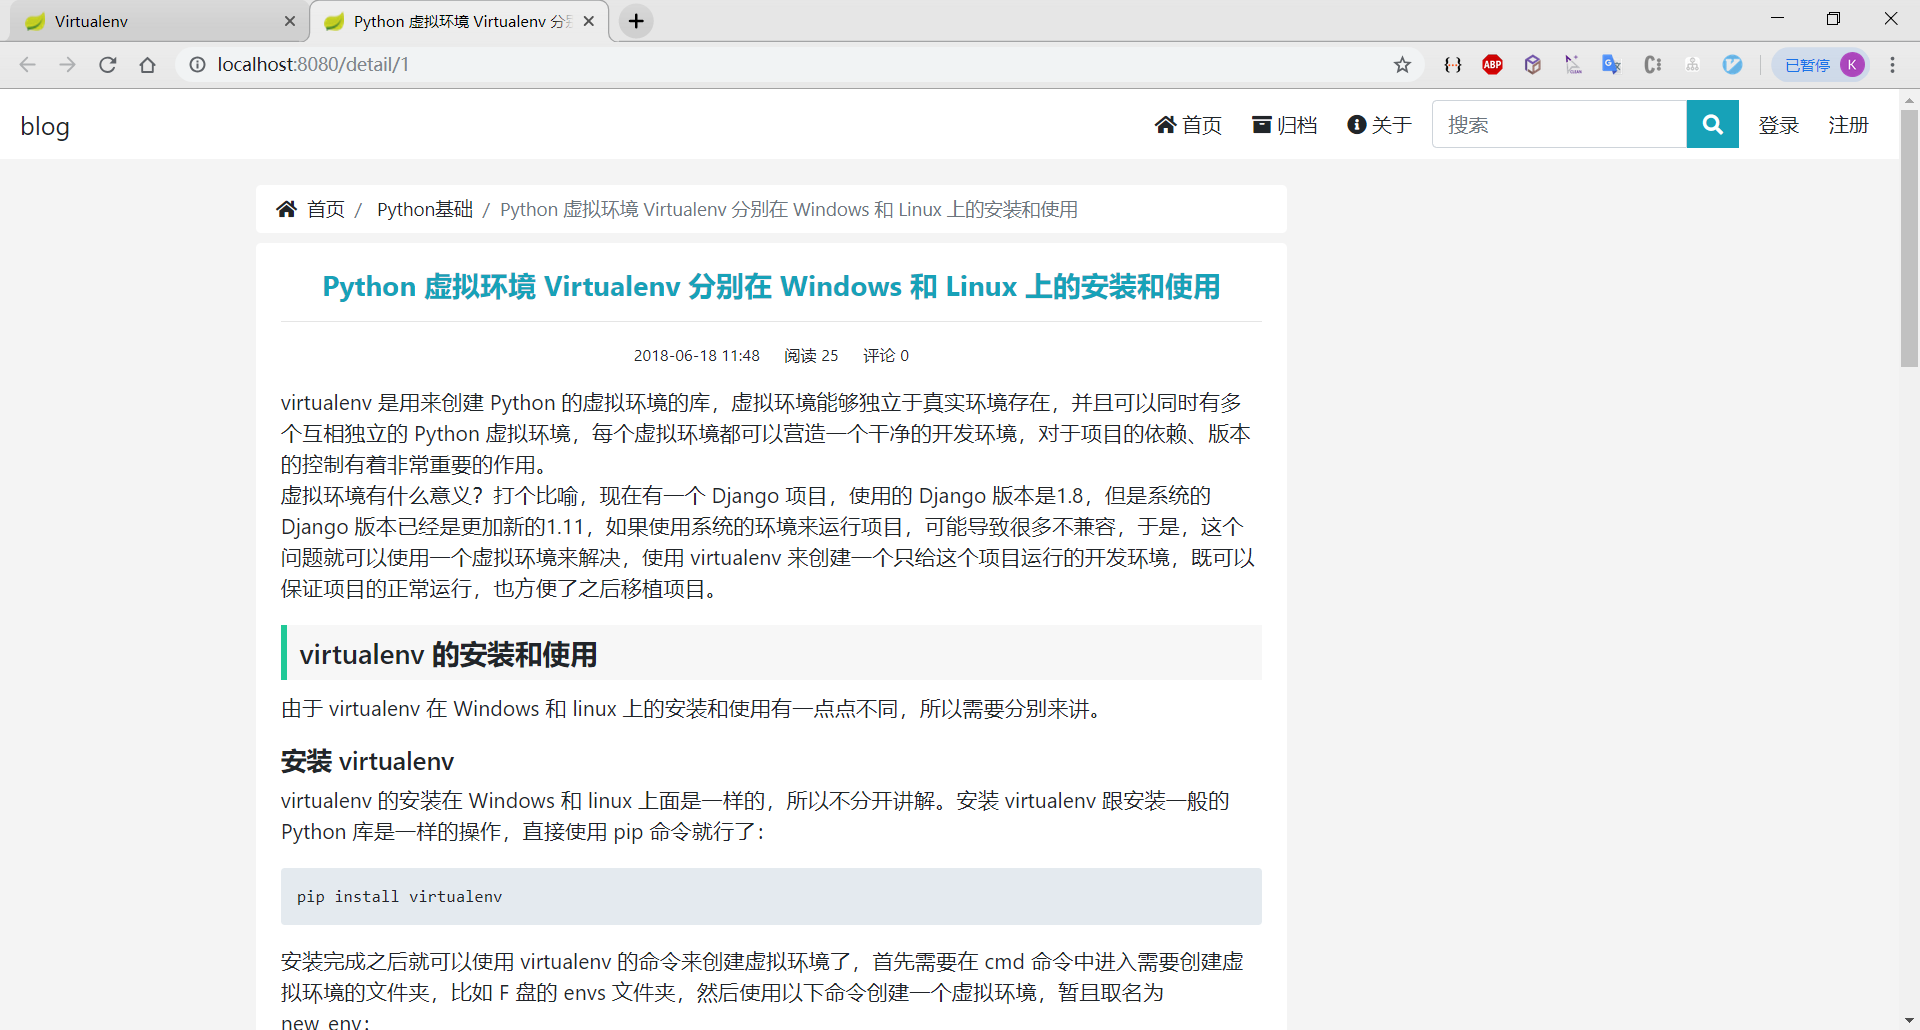 Virtualenv
Python 虚拟环境 Virtualenv 分别
localhost:8080/detail/1
ABP
已暂停 K
blog
首页 归档 关于 搜索 登录 注册
首页 / Python基础 / Python 虚拟环境 Virtualenv 分别在 Windows 和 Linux 上的安装和使用
Python 虚拟环境 Virtualenv 分别在 Windows 和 Linux 上的安装和使用
2018-06-18 11:48 阅读 25 评论 0
virtualenv 是用来创建 Python 的虚拟环境的库，虚拟环境能够独立于真实环境存在，并且可以同时有多
个互相独立的 Python 虚拟环境，每个虚拟环境都可以营造一个干净的开发环境，对于项目的依赖、版本
的控制有着非常重要的作用。
虚拟环境有什么意义？打个比喻，现在有一个 Django 项目，使用的 Django 版本是1.8，但是系统的
Django 版本已经是更加新的1.11，如果使用系统的环境来运行项目，可能导致很多不兼容，于是，这个
问题就可以使用一个虚拟环境来解决，使用 virtualenv 来创建一个只给这个项目运行的开发环境，既可以
保证项目的正常运行，也方便了之后移植项目。
virtualenv 的安装和使用
由于 virtualenv 在 Windows 和 linux 上的安装和使用有一点点不同，所以需要分别来讲。
安装 virtualenv
virtualenv 的安装在 Windows 和 linux 上面是一样的，所以不分开讲解。安装 virtualenv 跟安装一般的
Python 库是一样的操作，直接使用 pip 命令就行了：
pip install virtualenv
安装完成之后就可以使用 virtualenv 的命令来创建虚拟环境了，首先需要在 cmd 命令中进入需要创建虚
拟环境的文件夹，比如 F 盘的 envs 文件夹，然后使用以下命令创建一个虚拟环境，暂且取名为
new_env：